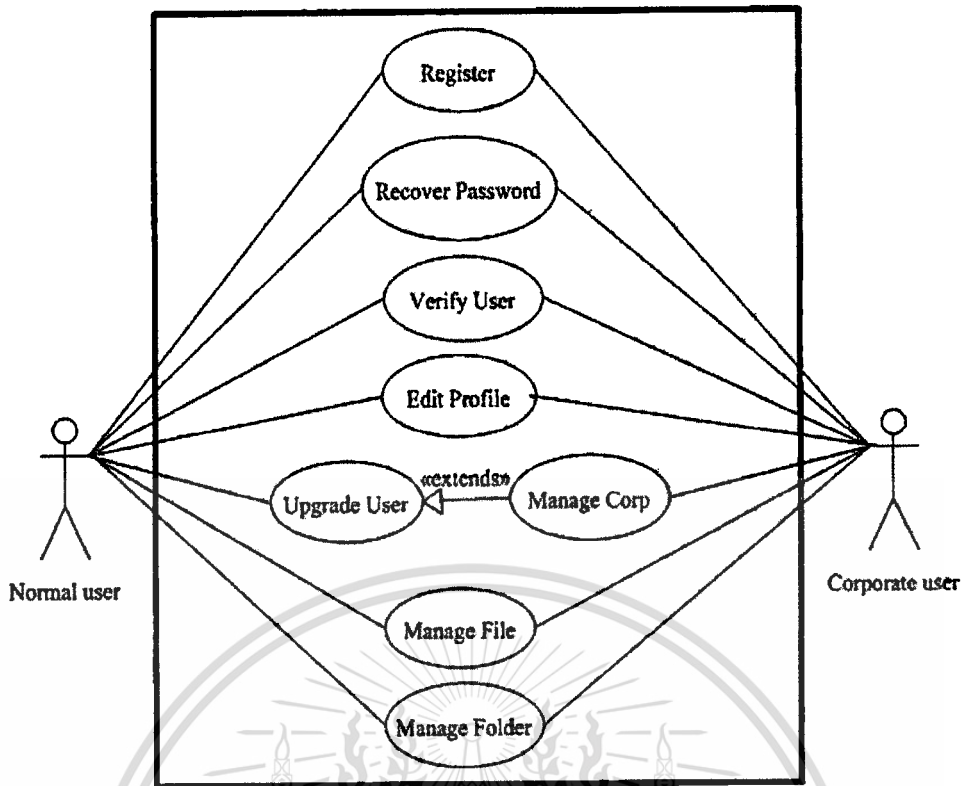 Register
Recover Password
Verify User
Edit Profile
«extends»
Upgrade User
Manage Corp
Normal user
Corporate user
Manage File
Manage Folder